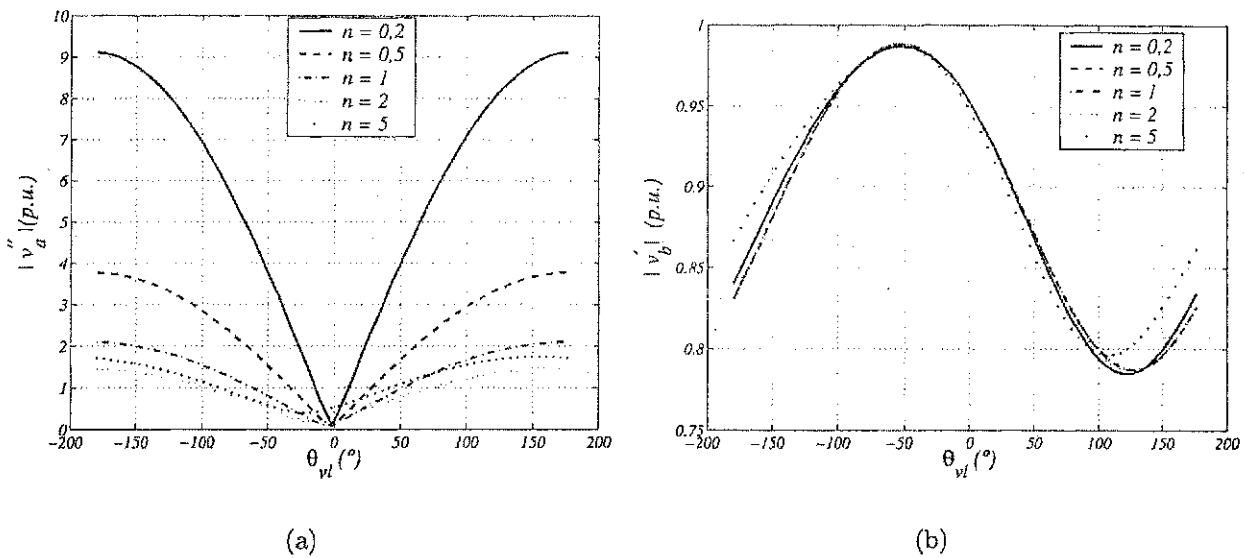 10
9
8
7
6
5
4
3
2
1
0
-200
-150
-100
-50
0
50
100
150
200
| v''a |(p.u.)
θvl (º)
n = 0,2
n = 0,5
n = 1
n = 2
n = 5
(a)
1
0.95
0.9
0.85
0.8
0.75
-200
-150
-100
-50
0
50
100
150
200
| v'b | (p.u.)
θvl (º)
n = 0,2
n = 0,5
n = 1
n = 2
n = 5
(b)